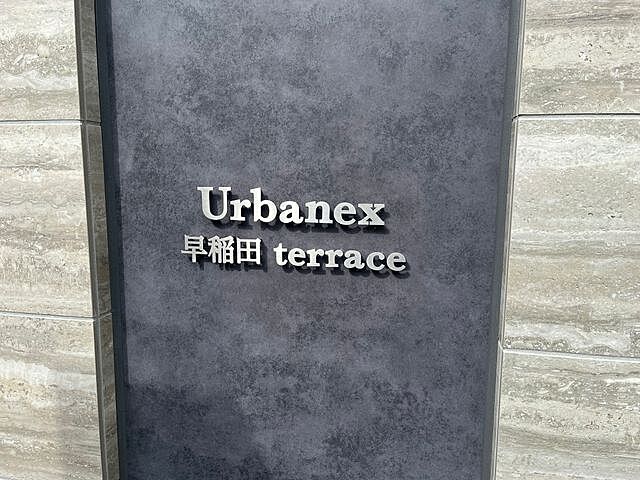 Urbanex
早稲田 terrace